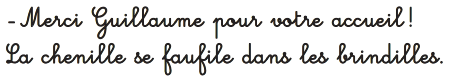 - Merci Guillaume pour votre accueil !
La chenille se faufile dans les brindilles.